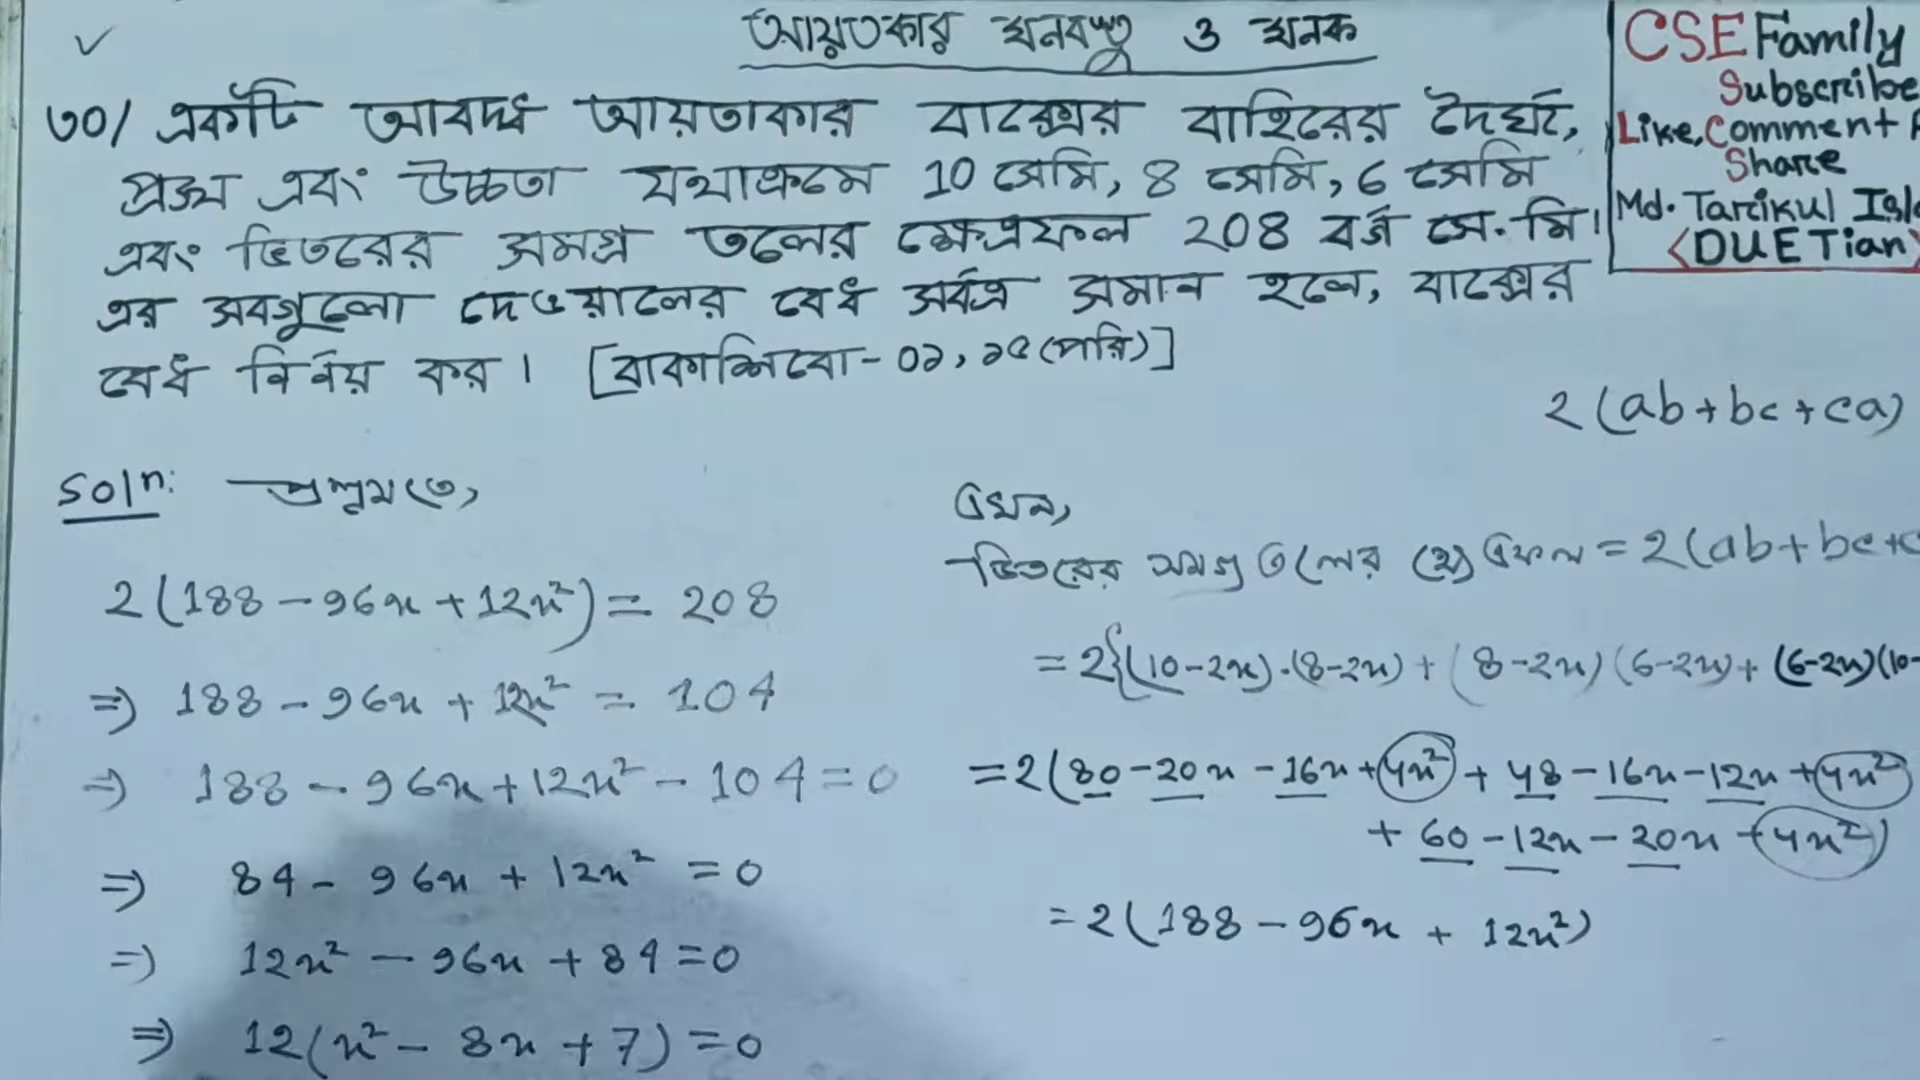 আয়তকার ঘনবস্তু ও ঘনক
CSE Family
Subscribe
Like, Comment
Share
Md. Tarikul
<DUETian>
৩০/ একটি আবদ্ধ আয়তাকার বাক্সের বাহিরের দৈর্ঘ্য,
প্রস্থ এবং উচ্চতা যথাক্রমে 10 সেমি, 8 সেমি, 6 সেমি
এবং ভিতরের সমগ্র তলের ক্ষেত্রফল 208 বর্গ সে.মি।
এর সবগুলো দেওয়ালের বেধ সর্বত্র সমান হলে, বাক্সের
বেধ নির্ণয় কর। [বাকাশিবো-০১, ১৫(পরি)]
2(ab+bc+ca)
Soln: প্রশ্নমতে,
2(188-96x+12x²)=208
⇒ 188-96x+12x² = 104
⇒ 188-96x+12x²-104=0
⇒ 84-96x+12x² =0
⇒ 12x²-96x+84=0
⇒ 12(x²-8x+7)=0
এখন,
ভিতরের সমগ্র তলের ক্ষেত্রফল = 2(ab+bc+c
=2{(10-2x).(8-2x)+(8-2x)(6-2x)+(6-2x)(10-
=2(80-20x-16x+4x²+48-16x-12x+4x²
+60-12x-20x+4x²)
=2(188-96x+12x²)